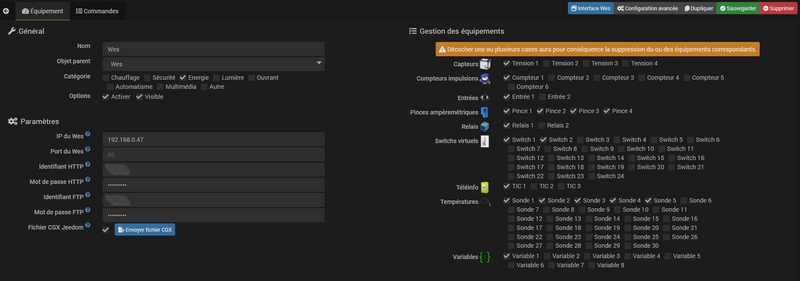 Équipement
Commandes
Interface Wes
Configuration avancée
Dupliquer
Sauvegarder
Supprimer
Général
Nom
Wes
Objet parent
Wes
Catégorie
Chauffage Sécurité Energie Lumière Ouvrant
Automatisme Multimédia Autre
Options
Activer Visible
Paramètres
IP du Wes
192.168.0.47
Port du Wes
80
Identifiant HTTP
Mot de passe HTTP
•••••••••
Identifiant FTP
Mot de passe FTP
•••••••••
Fichier CGX Jeedom
Envoyer fichier CGX
Gestion des équipements
Décocher une ou plusieurs cases aura pour conséquence la suppression du ou des équipements correspondants.
Capteurs
Tension 1 Tension 2 Tension 3 Tension 4
Compteurs impulsions
Compteur 1 Compteur 2 Compteur 3 Compteur 4 Compteur 5
Compteur 6
Entrées
Entrée 1 Entrée 2
Pinces ampèremétriques
Pince 1 Pince 2 Pince 3 Pince 4
Relais
Relais 1 Relais 2
Switchs virtuels
Switch 1 Switch 2 Switch 3 Switch 4 Switch 5 Switch 6
Switch 7 Switch 8 Switch 9 Switch 10 Switch 11
Switch 12 Switch 13 Switch 14 Switch 15 Switch 16
Switch 17 Switch 18 Switch 19 Switch 20 Switch 21
Switch 22 Switch 23 Switch 24
Téléinfo
TIC 1 TIC 2 TIC 3
Températures
Sonde 1 Sonde 2 Sonde 3 Sonde 4 Sonde 5 Sonde 6
Sonde 7 Sonde 8 Sonde 9 Sonde 10 Sonde 11
Sonde 12 Sonde 13 Sonde 14 Sonde 15 Sonde 16
Sonde 17 Sonde 18 Sonde 19 Sonde 20 Sonde 21
Sonde 22 Sonde 23 Sonde 24 Sonde 25 Sonde 26
Sonde 27 Sonde 28 Sonde 29 Sonde 30
Variables
Variable 1 Variable 2 Variable 3 Variable 4 Variable 5
Variable 6 Variable 7 Variable 8